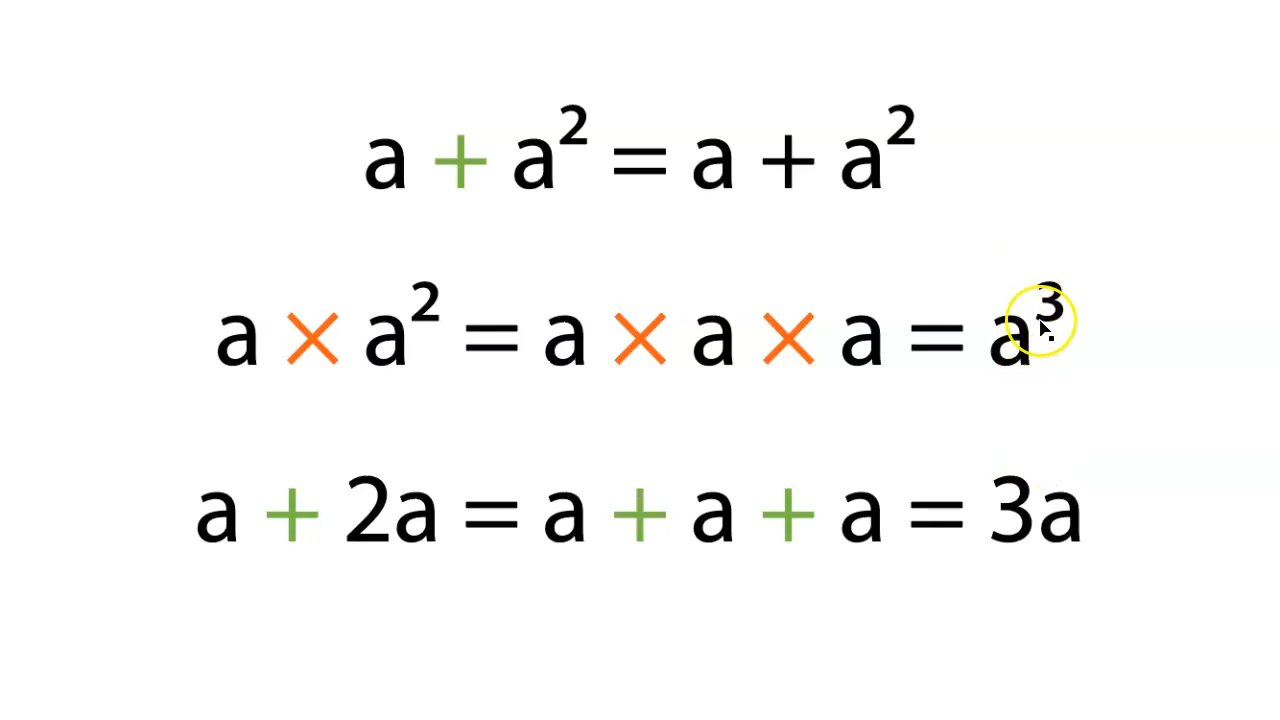 a + a² = a + a²
a × a² = a × a × a = a³
a + 2a = a + a + a = 3a